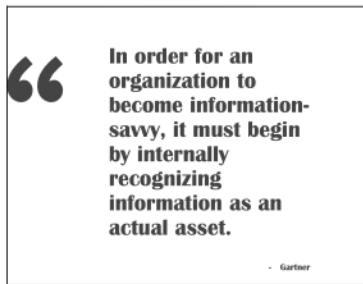 “
In order for an
organization to
become information-
savvy, it must begin
by internally
recognizing
information as an
actual asset.
- Gartner